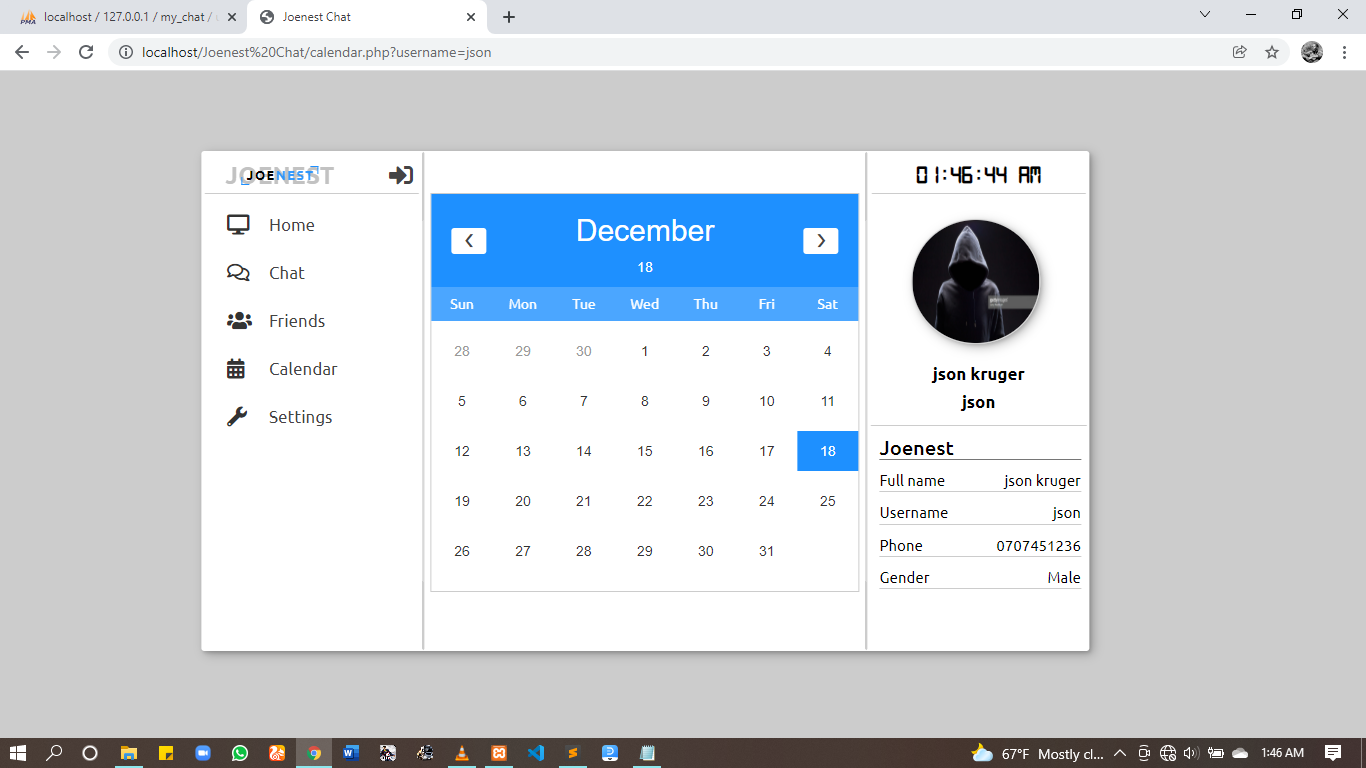 localhost / 127.0.0.1 / my_chat /
Joenest Chat
localhost/Joenest%20Chat/calendar.php?username=json
JOENEST
JOENEST
01:46:44 AM
Home
Chat
Friends
Calendar
Settings
❮ December ❯
18
Sun Mon Tue Wed Thu Fri Sat
28 29 30 1 2 3 4
5 6 7 8 9 10 11
12 13 14 15 16 17 18
19 20 21 22 23 24 25
26 27 28 29 30 31
json kruger
json
Joenest
Full name json kruger
Username json
Phone 0707451236
Gender Male
67°F Mostly cl... 1:46 AM